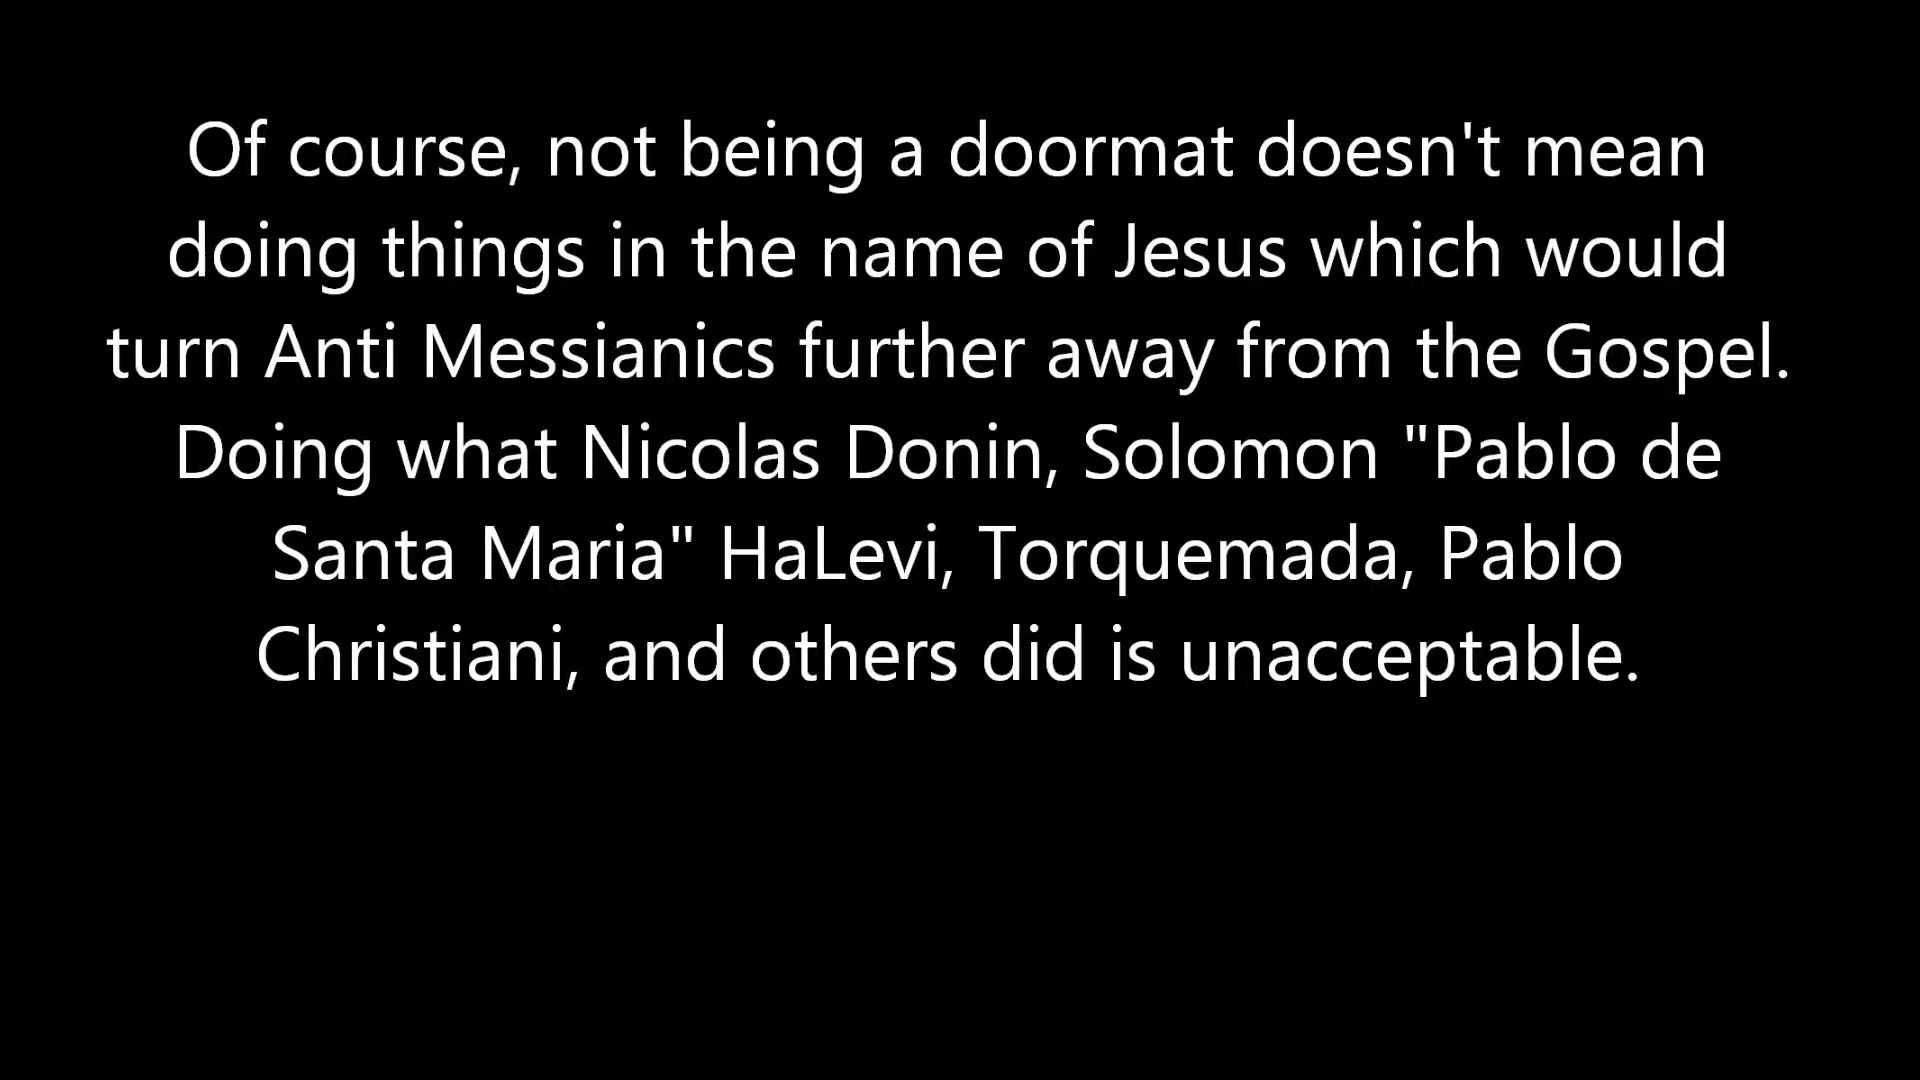 Of course, not being a doormat doesn't mean
doing things in the name of Jesus which would
turn Anti Messianics further away from the Gospel.
Doing what Nicolas Donin, Solomon "Pablo de
Santa Maria" HaLevi, Torquemada, Pablo
Christiani, and others did is unacceptable.